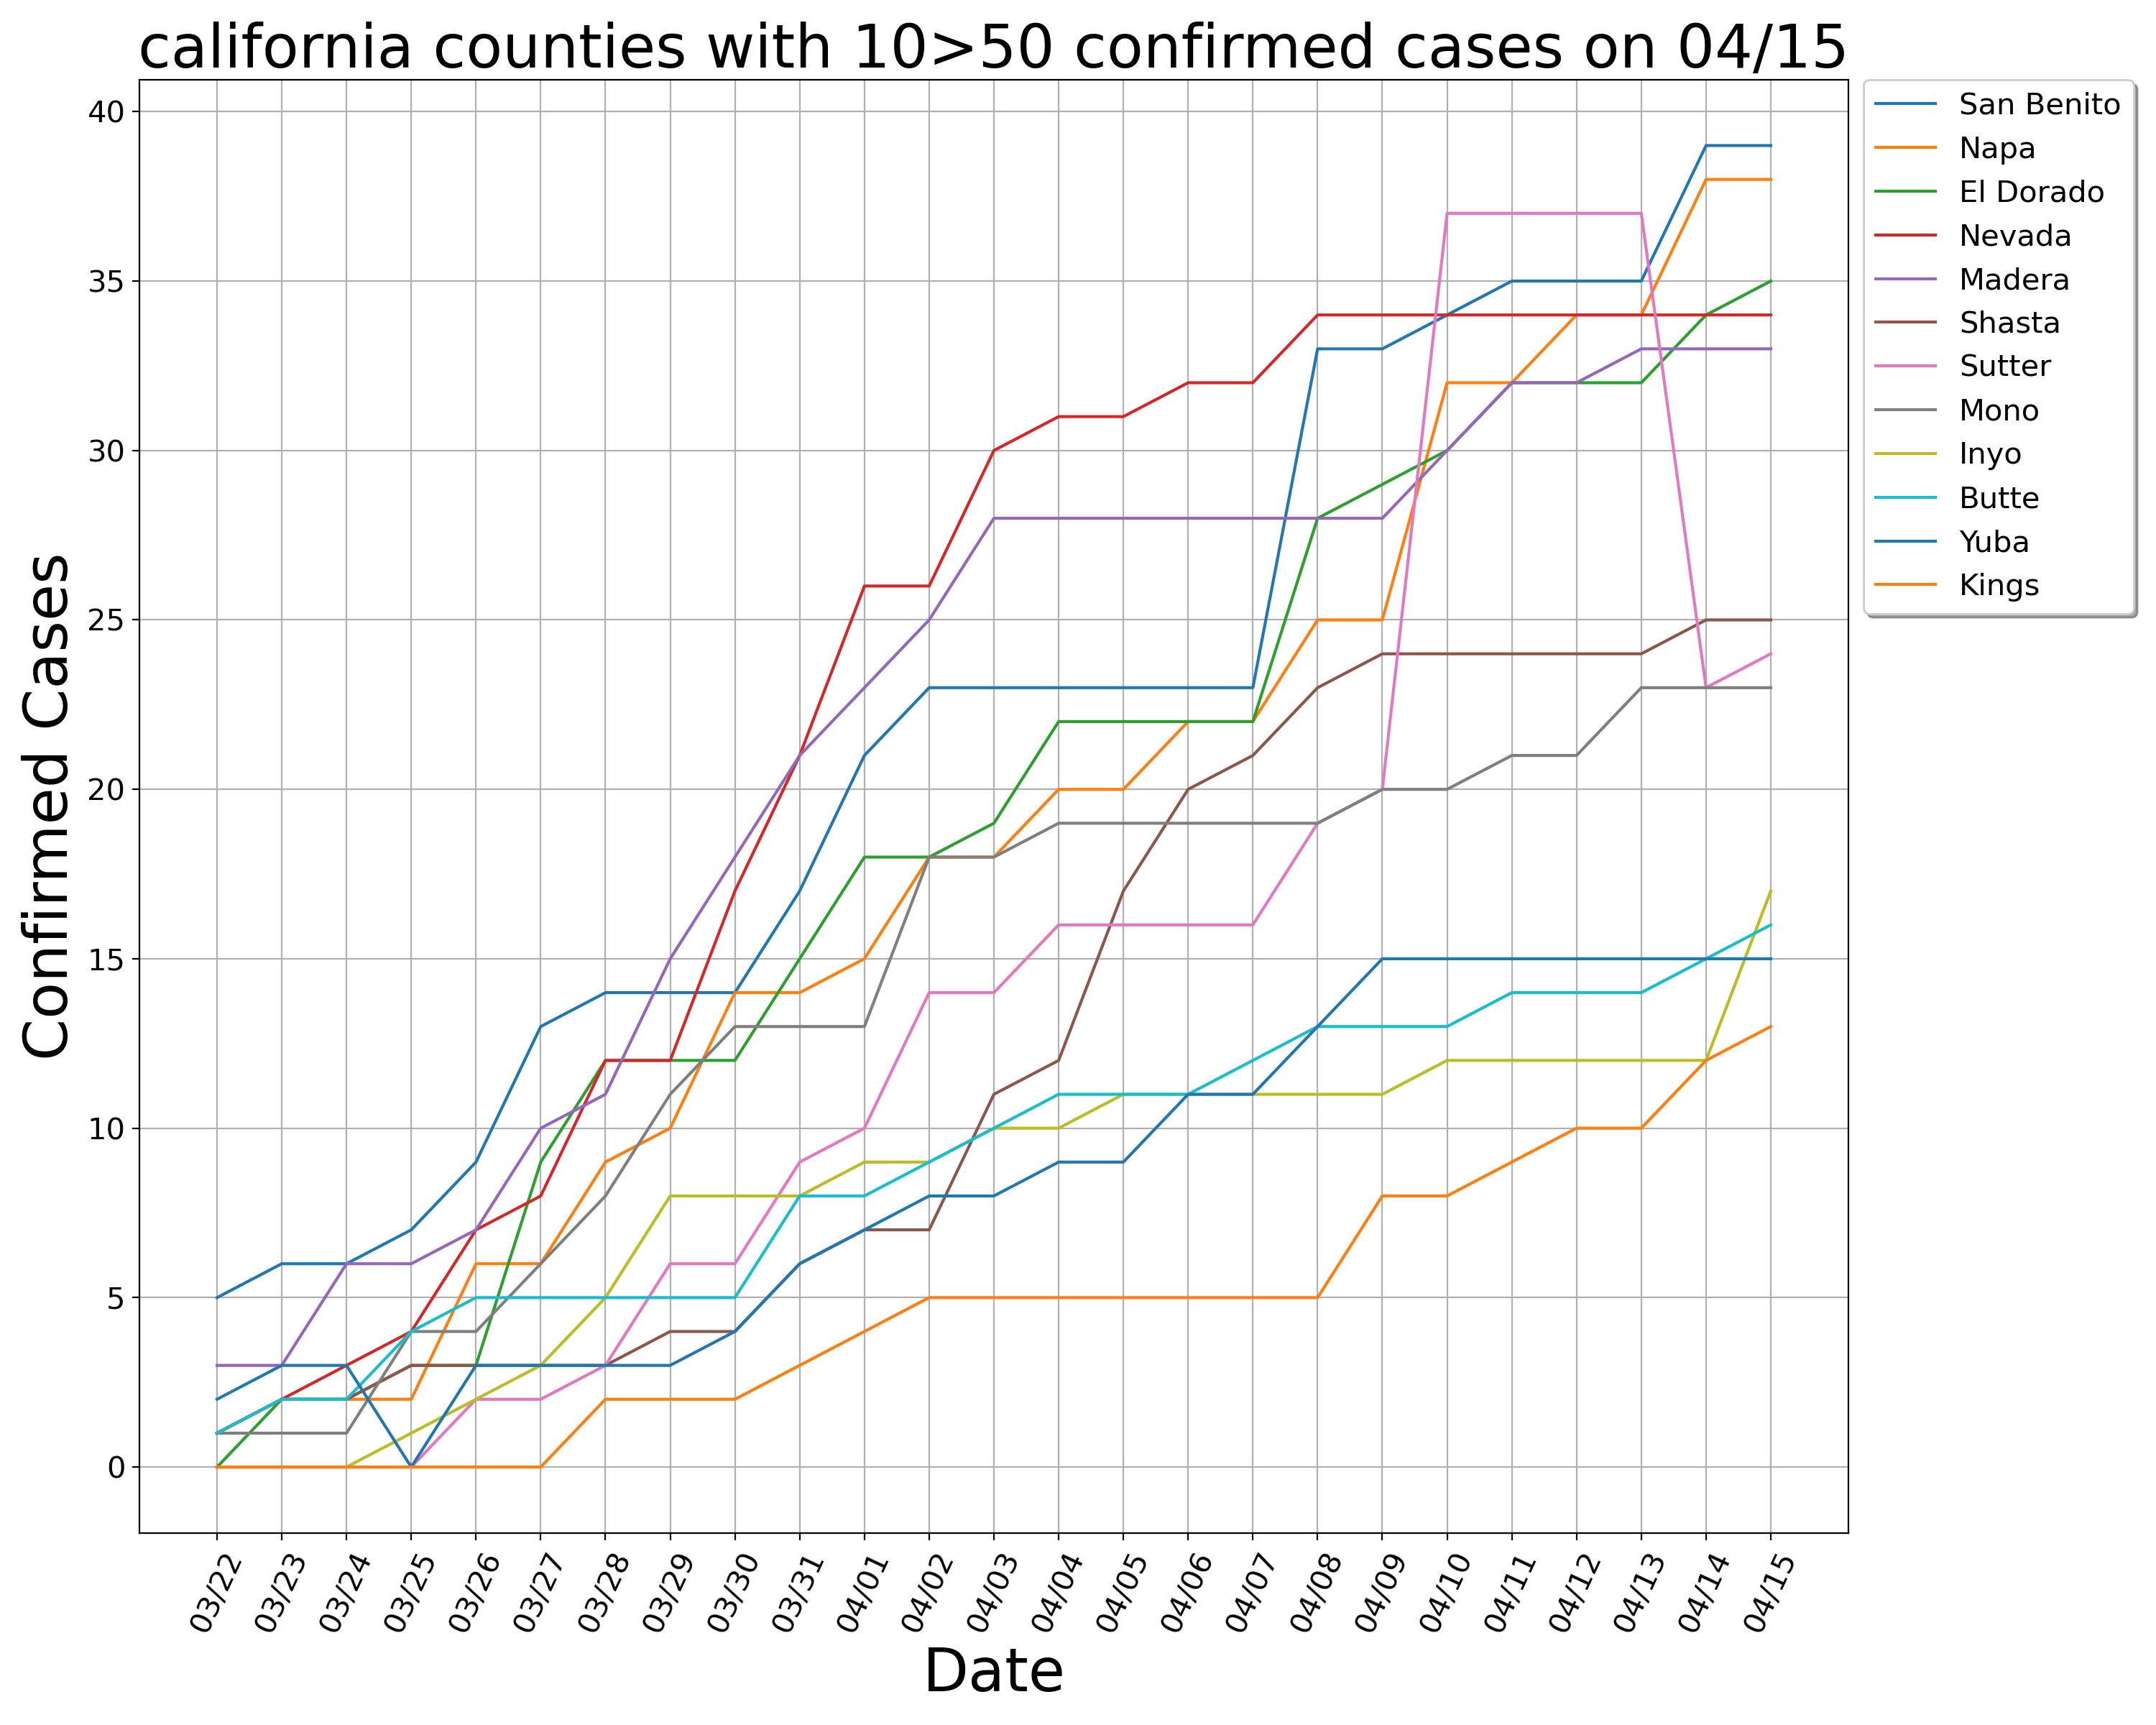 california counties with 10>50 confirmed cases on 04/15
40
35
30
25
20
15
10
5
0
Confirmed Cases
03/22
03/23
03/24
03/25
03/26
03/27
03/28
03/29
03/30
03/31
04/01
04/02
04/03
04/04
04/05
04/06
04/07
04/08
04/09
04/10
04/11
04/12
04/13
04/14
04/15
Date
San Benito
Napa
El Dorado
Nevada
Madera
Shasta
Sutter
Mono
Inyo
Butte
Yuba
Kings